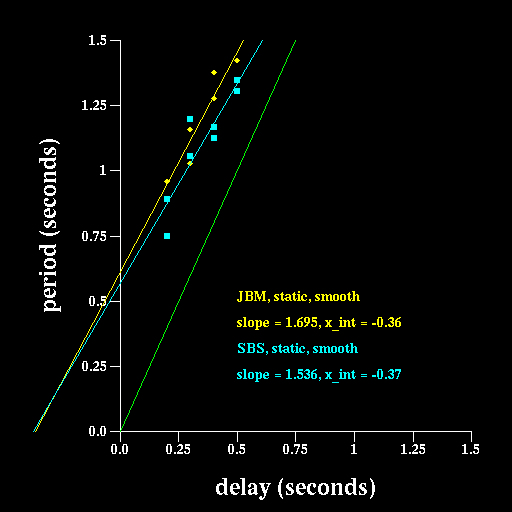 1.5
1.25
1
0.75
0.5
0.25
0.0
period (seconds)
JBM, static, smooth
slope = 1.695, x_int = -0.36
SBS, static, smooth
slope = 1.536, x_int = -0.37
0.0 0.25 0.5 0.75 1 1.25 1.5
delay (seconds)